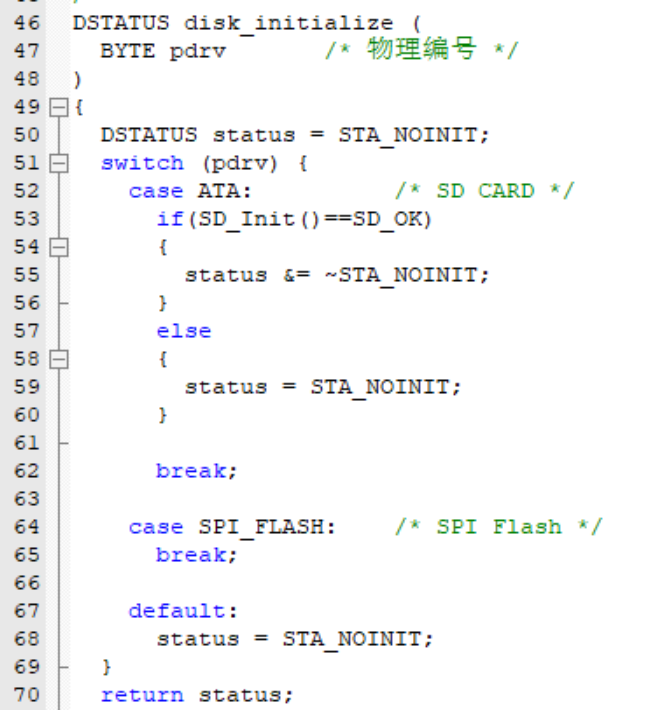 46 DSTATUS disk_initialize (
47 BYTE pdrv /* 物理编号 */
48 )
49 {
50 DSTATUS status = STA_NOINIT;
51 switch (pdrv) {
52 case ATA: /* SD CARD */
53 if(SD_Init()==SD_OK)
54 {
55 status &= ~STA_NOINIT;
56 }
57 else
58 {
59 status = STA_NOINIT;
60 }
61
62 break;
63
64 case SPI_FLASH: /* SPI Flash */
65 break;
66
67 default:
68 status = STA_NOINIT;
69 }
70 return status;